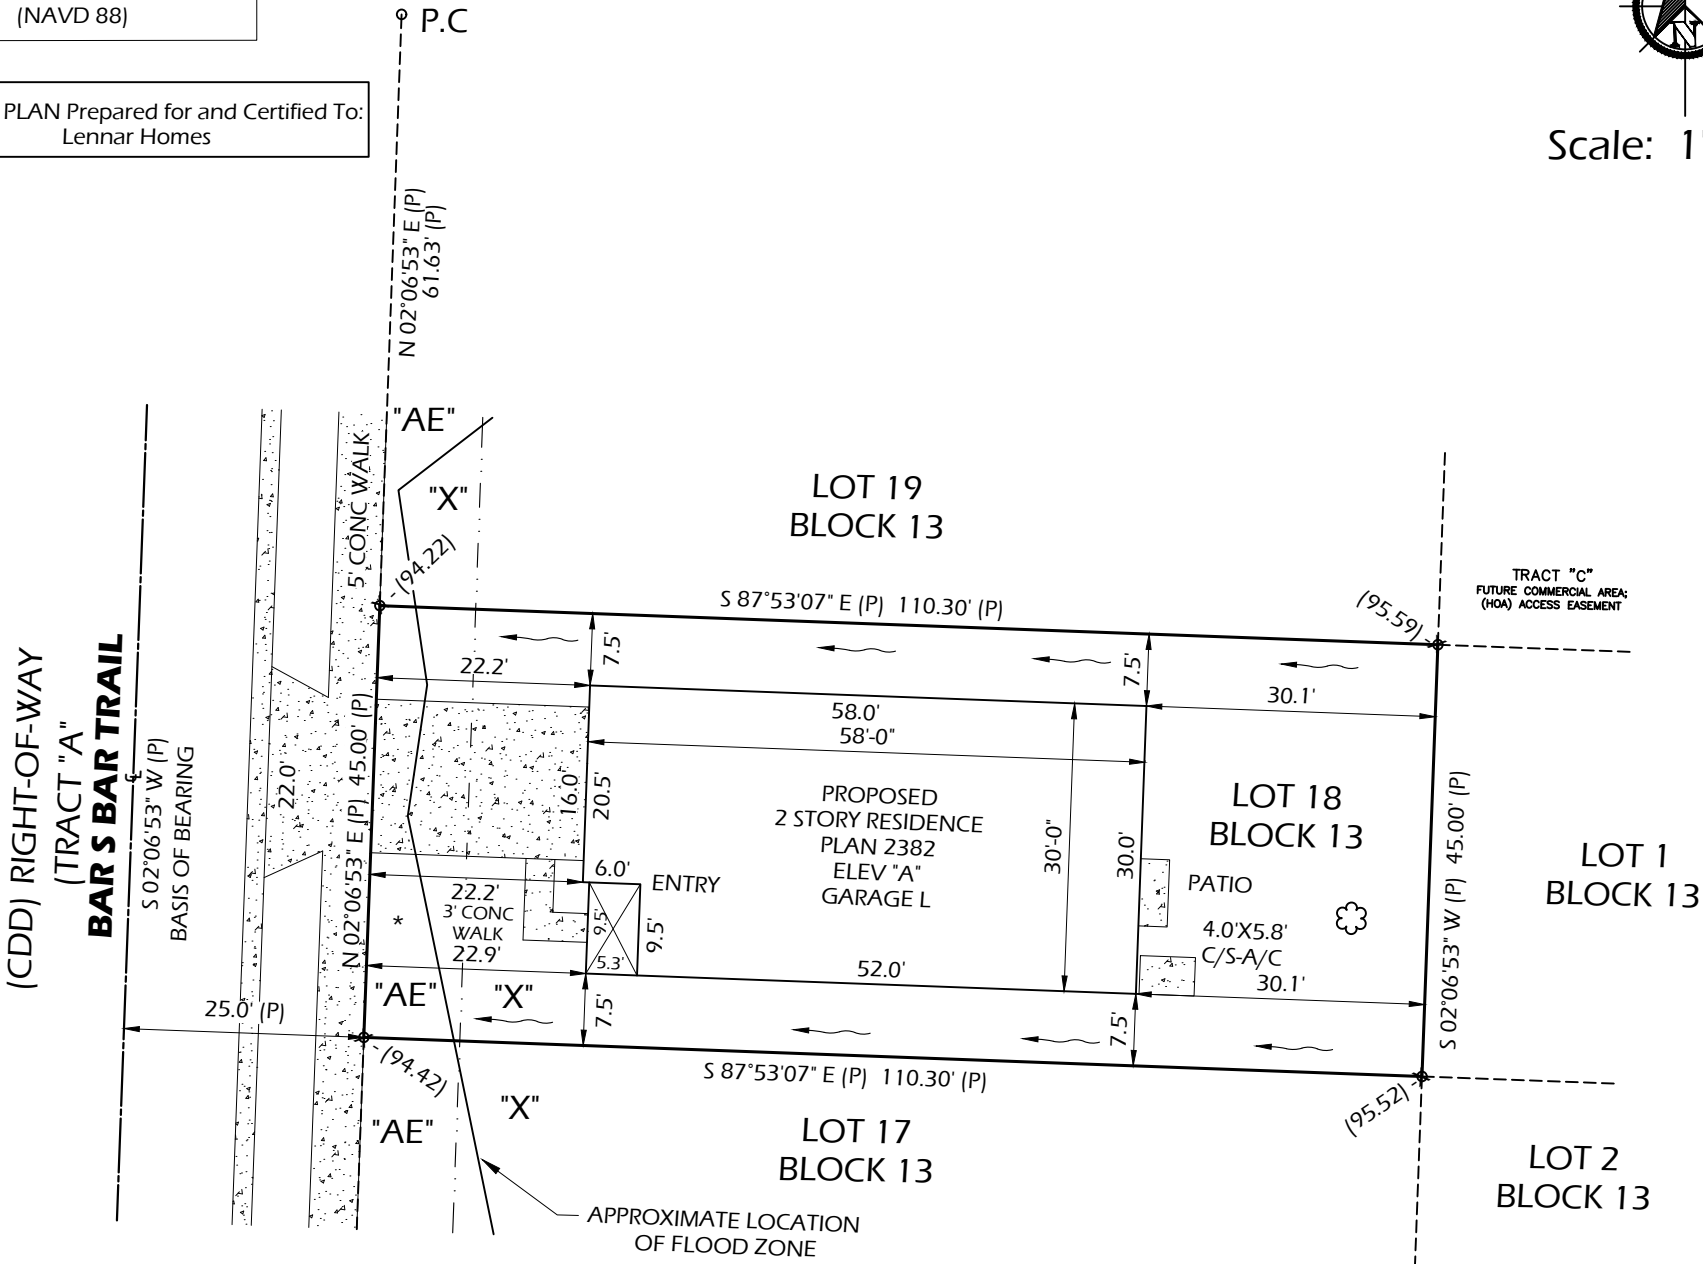 (NAVD 88)
P.C
N
PLAN Prepared for and Certified To:
Lennar Homes
Scale: 1"
N 02°06'53" E (P)
61.63' (P)
"AE"
"X"
5' CONC WALK
(94.22)
LOT 19
BLOCK 13
TRACT "C"
FUTURE COMMERCIAL AREA;
(HOA) ACCESS EASEMENT
S 87°53'07" E (P) 110.30' (P)
(95.59)
7.5'
7.5'
22.2'
30.1'
58.0'
58'-0"
(CDD) RIGHT-OF-WAY
(TRACT "A"
BAR S BAR TRAIL
S 02°06'53" W (P)
BASIS OF BEARING
22.0'
N 02°06'53" E (P) 45.00' (P)
16.0'
20.5'
PROPOSED
2 STORY RESIDENCE
PLAN 2382
ELEV "A"
GARAGE L
30'-0"
30.0'
LOT 18
BLOCK 13
S 02°06'53" W (P) 45.00' (P)
LOT 1
BLOCK 13
6.0'
ENTRY
PATIO
22.2'
3' CONC
WALK
22.9'
*
9.5'
9.5'
5.3'
4.0'X5.8'
C/S-A/C
52.0'
30.1'
25.0' (P)
"AE"
"X"
7.5'
7.5'
(94.42)
S 87°53'07" E (P) 110.30' (P)
(95.52)
"AE"
"X"
LOT 17
BLOCK 13
LOT 2
BLOCK 13
APPROXIMATE LOCATION
OF FLOOD ZONE